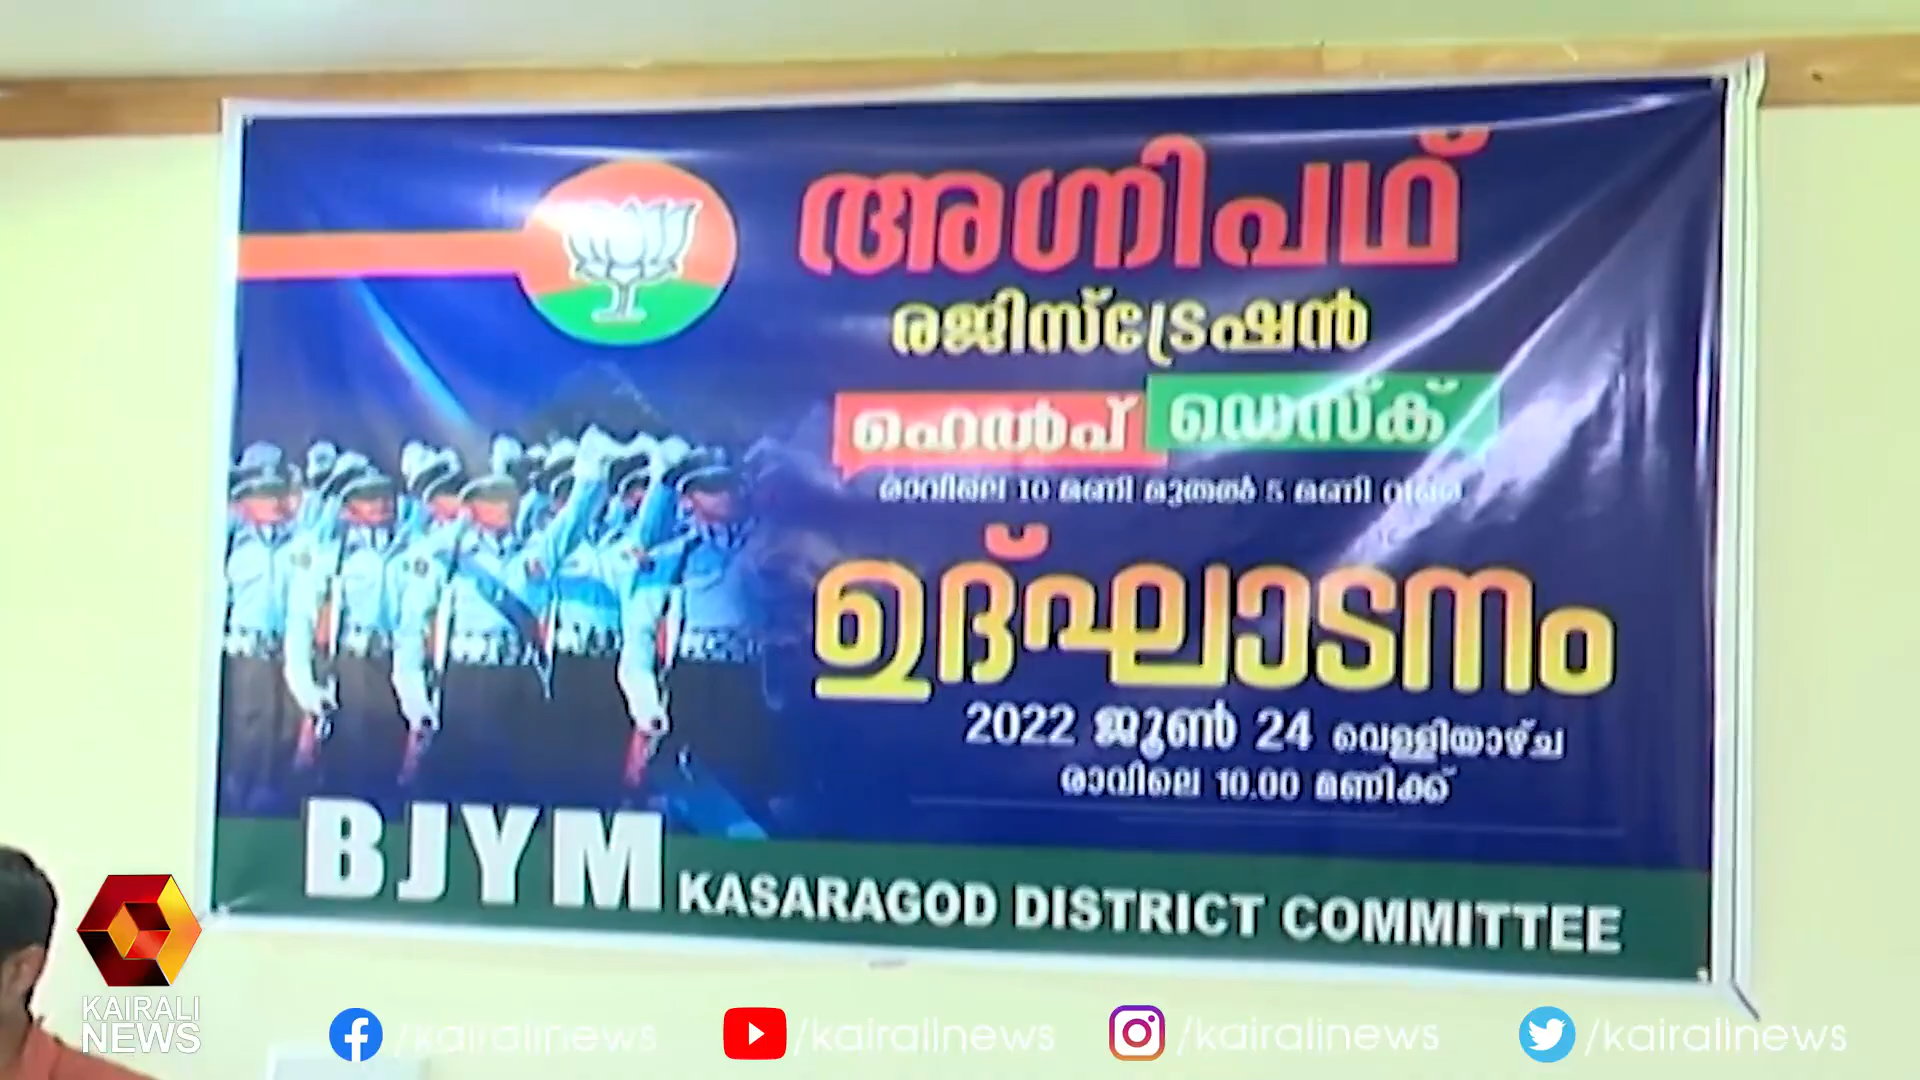 അഗ്നിപഥ്
രജിസ്ട്രേഷൻ
ഹെൽപ് ഡെസ്ക്
രാവിലെ 10 മണി മുതൽ 5 മണി വരെ
ഉദ്ഘാടനം
2022 ജൂൺ 24 വെള്ളിയാഴ്ച
രാവിലെ 10.00 മണിക്ക്
BJYM KASARAGOD DISTRICT COMMITTEE
KAIRALI
NEWS
/kairalinews /kairalinews /kairalinews /kairalinews